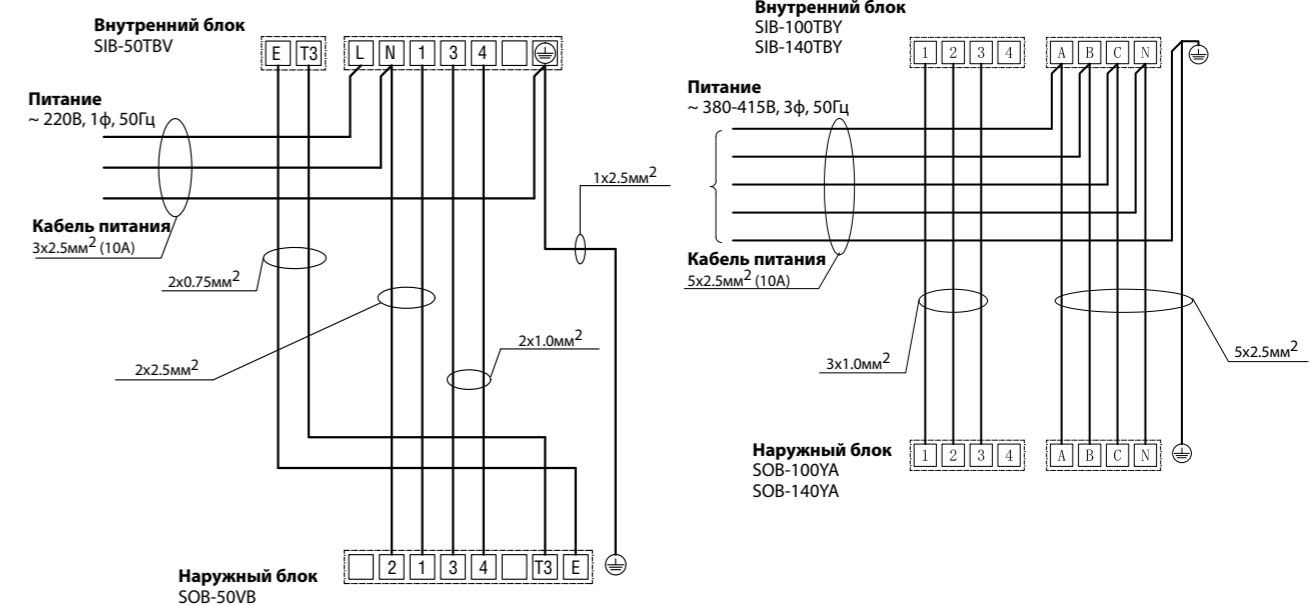 Внутренний блок
SIB-50TBV
E T3 L N 1 3 4
Питание
~ 220В, 1ф, 50Гц
Кабель питания
3x2.5мм2 (10А)
2x0.75мм2
2x2.5мм2
2x1.0мм2
1x2.5мм2
2 1 3 4 T3 E
Наружный блок
SOB-50VB
Внутренний блок
SIB-100TBY
SIB-140TBY
1 2 3 4 A B C N
Питание
~ 380-415В, 3ф, 50Гц
Кабель питания
5x2.5мм2 (10А)
3x1.0мм2
5x2.5мм2
Наружный блок
SOB-100YA
SOB-140YA
1 2 3 4 A B C N